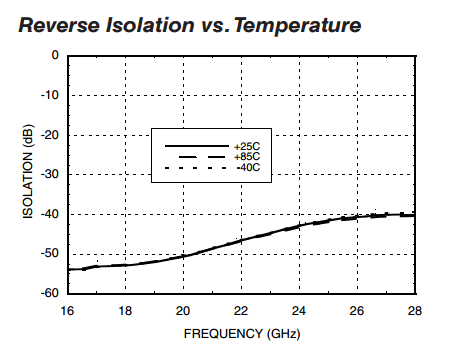 Reverse Isolation vs. Temperature
0
-10
-20
-30
-40
-50
-60
ISOLATION (dB)
+25C
+85C
-40C
16 18 20 22 24 26 28
FREQUENCY (GHz)